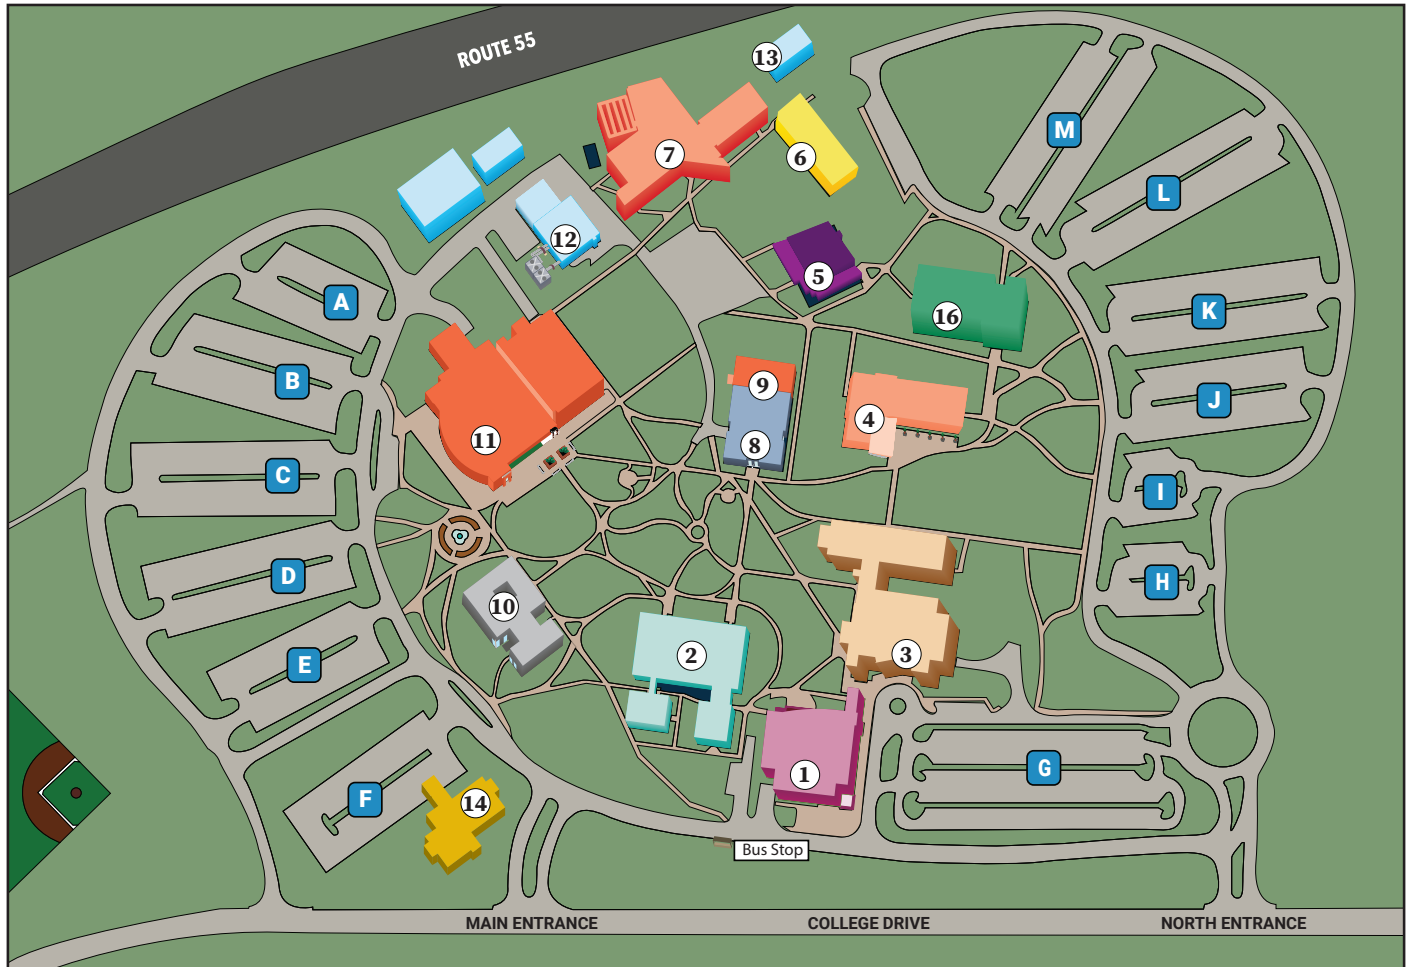 ROUTE 55
13
M
7
6
L
12
5
A
K
16
B
9
J
4
11
8
C
I
D
H
10
E
2
3
G
1
F
14
Bus Stop
MAIN ENTRANCE
COLLEGE DRIVE
NORTH ENTRANCE